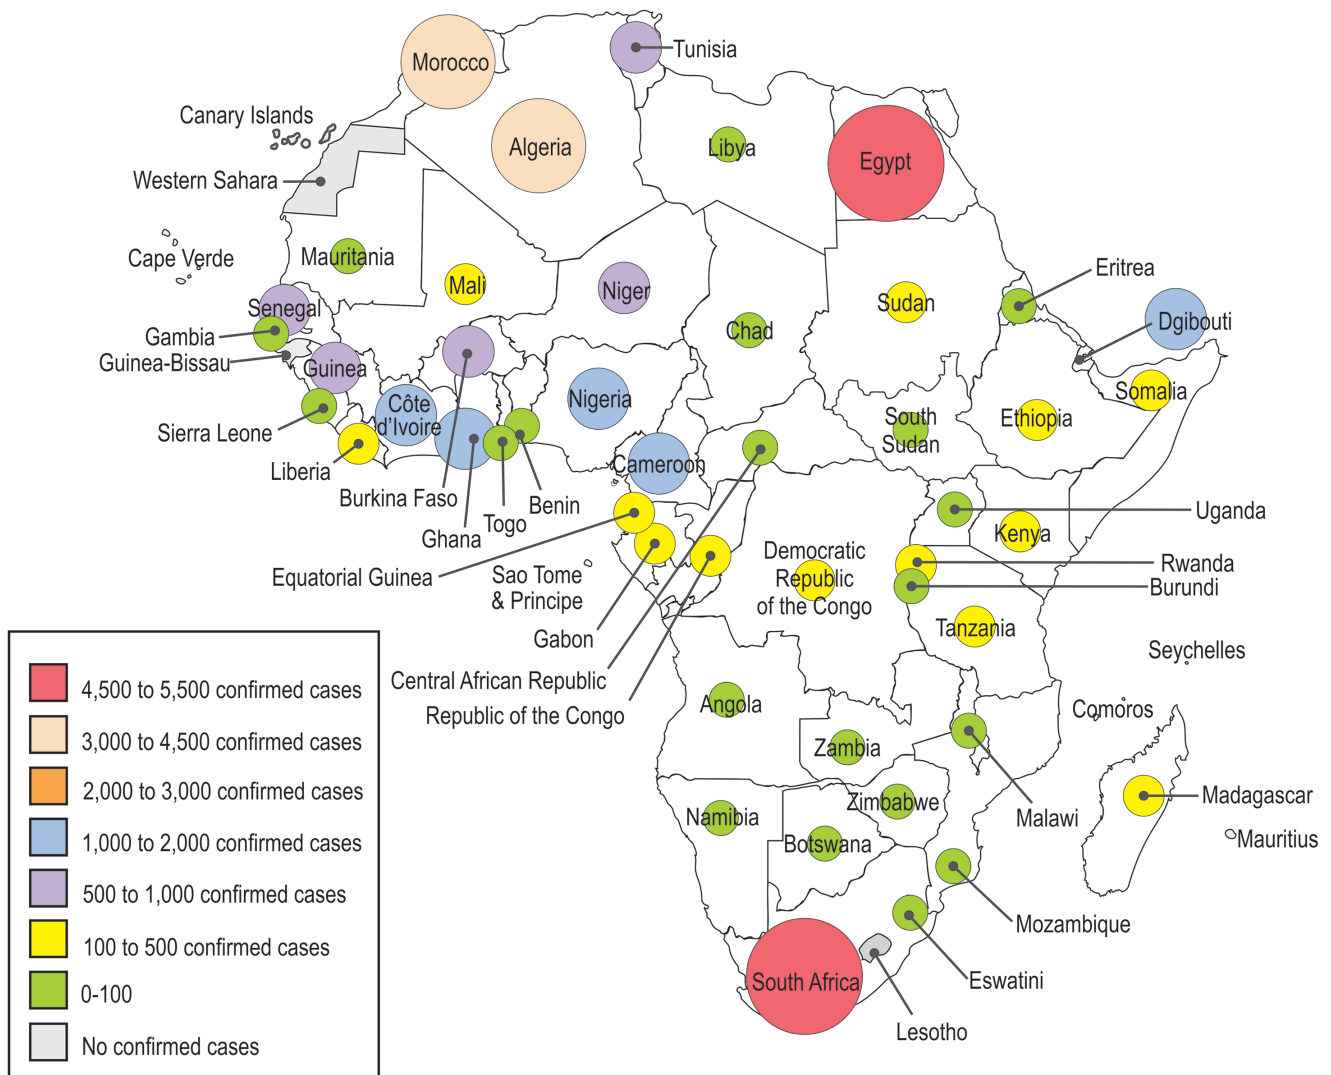 Morocco
Tunisia
Canary Islands
Algeria
Libya
Egypt
Western Sahara
Cape Verde
Mauritania
Mali
Niger
Chad
Sudan
Eritrea
Senegal
Gambia
Guinea-Bissau
Guinea
Dgibouti
Côte
d'Ivoire
Nigeria
Somalia
Ethiopia
South
Sudan
Sierra Leone
Liberia
Burkina Faso
Ghana
Togo
Benin
Cameroon
Uganda
Kenya
Equatorial Guinea
Sao Tome
& Principe
Gabon
Democratic
Republic
of the Congo
Rwanda
Burundi
Tanzania
Seychelles
Central African Republic
Republic of the Congo
Angola
Comoros
Zambia
Malawi
Zimbabwe
Madagascar
Mauritius
Namibia
Botswana
Mozambique
South Africa
Eswatini
Lesotho
4,500 to 5,500 confirmed cases
3,000 to 4,500 confirmed cases
2,000 to 3,000 confirmed cases
1,000 to 2,000 confirmed cases
500 to 1,000 confirmed cases
100 to 500 confirmed cases
0-100
No confirmed cases